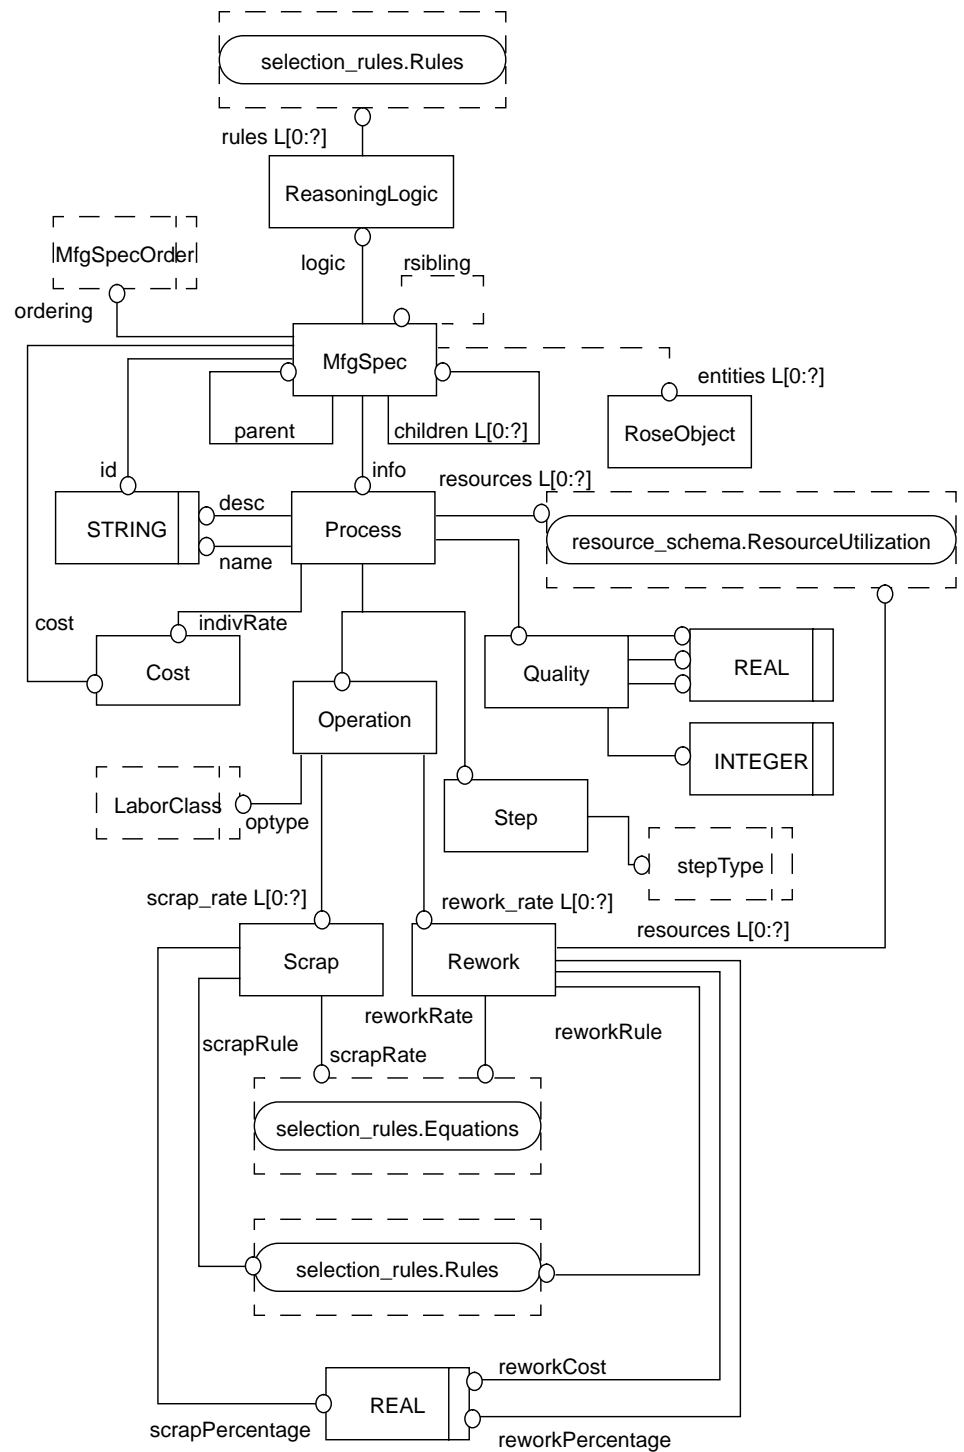 selection_rules.Rules
rules L[0:?]
ReasoningLogic
MfgSpecOrder
logic
rsibling
ordering
MfgSpec
entities L[0:?]
parent
children L[0:?]
RoseObject
id
info
resources L[0:?]
desc
STRING
Process
resource_schema.ResourceUtilization
name
cost
indivRate
Cost
Quality
REAL
Operation
INTEGER
LaborClass
optype
Step
stepType
scrap_rate L[0:?]
rework_rate L[0:?]
resources L[0:?]
Scrap
Rework
reworkRate
scrapRule
scrapRate
reworkRule
selection_rules.Equations
selection_rules.Rules
reworkCost
REAL
scrapPercentage
reworkPercentage